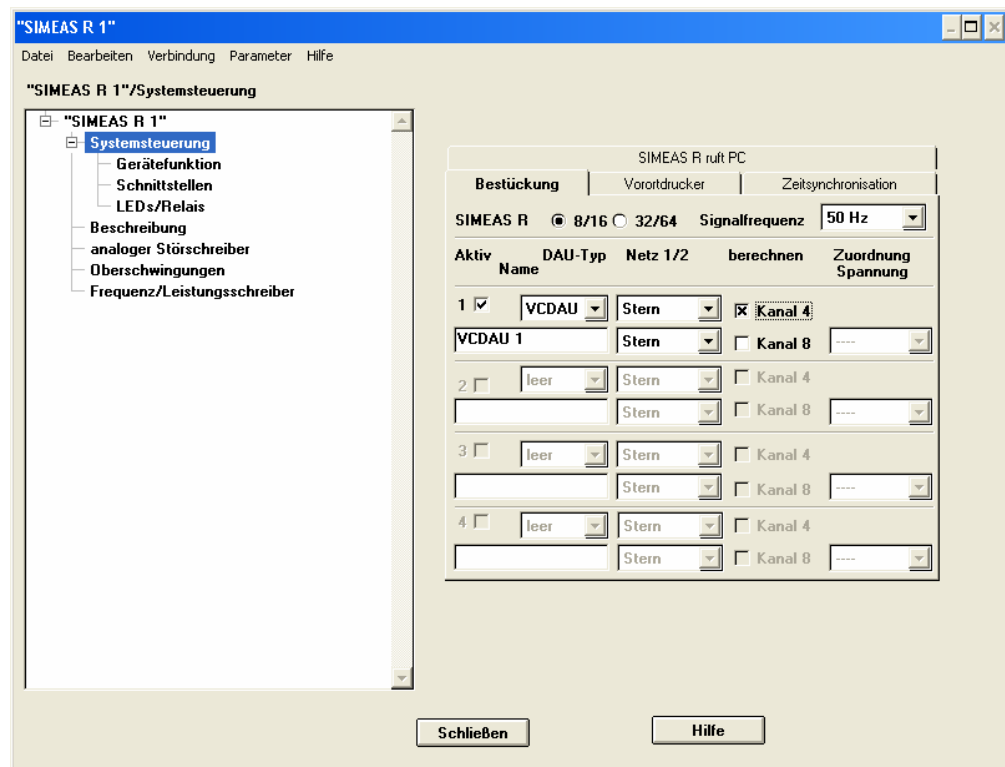 "SIMEAS R 1"
Datei Bearbeiten Verbindung Parameter Hilfe
"SIMEAS R 1"/Systemsteuerung
"SIMEAS R 1"
Systemsteuerung
Gerätefunktion
Schnittstellen
LEDs/Relais
Beschreibung
analoger Störschreiber
Oberschwingungen
Frequenz/Leistungsschreiber
SIMEAS R ruft PC
Bestückung Vorortdrucker Zeitsynchronisation
SIMEAS R 8/16 32/64 Signalfrequenz 50 Hz
Aktiv DAU-Typ Netz 1/2 berechnen Zuordnung
Name Spannung
1 VCDAU Stern Kanal 4
VCDAU 1 Stern Kanal 8 ----
2 leer Stern Kanal 4
Stern Kanal 8 ----
3 leer Stern Kanal 4
Stern Kanal 8 ----
4 leer Stern Kanal 4
Stern Kanal 8 ----
Schließen Hilfe